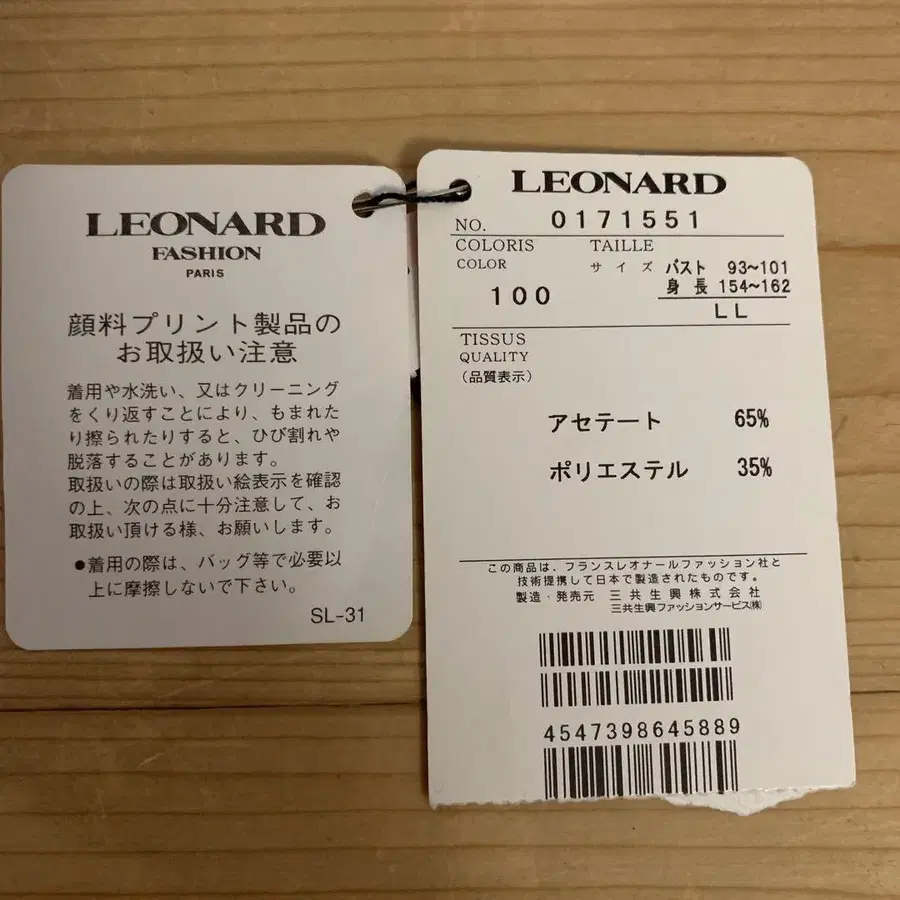 LEONARD
FASHION
PARIS
顔料プリント製品の
お取扱い注意
着用や水洗い、又はクリーニング
をくり返すことにより、もまれた
り擦られたりすると、ひび割れや
脱落することがあります。
取扱いの際は取扱い絵表示を確認
の上、次の点に十分注意して、お
取扱い頂ける様、お願いします。
●着用の際は、バッグ等で必要以
上に摩擦しないで下さい。
SL-31
LEONARD
NO. 0171551
COLORIS TAILLE
COLOR サイズ バスト 93~101
身長 154~162
100 LL
TISSUS
QUALITY
(品質表示)
アセテート 65%
ポリエステル 35%
この商品は、フランスレオナールファッション社と
技術提携して日本で製造されたものです。
製造・発売元 三共生興株式会社
三共生興ファッションサービス㈱
4547398645889